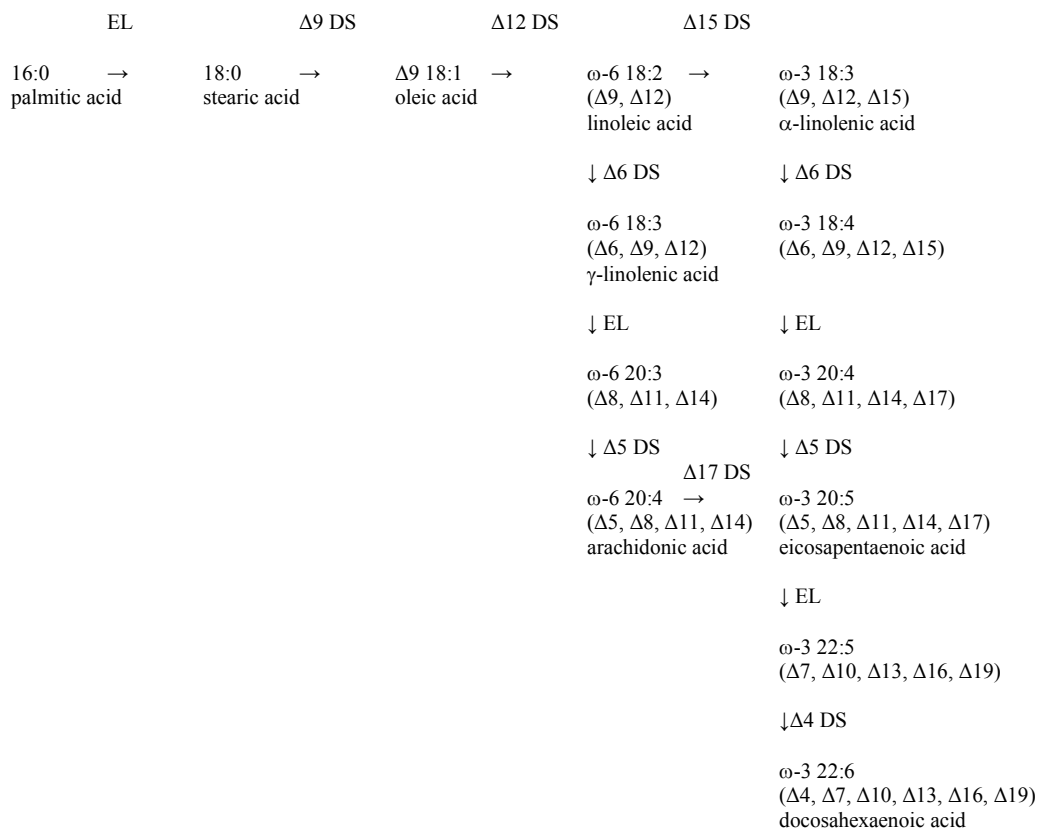 EL Δ9 DS Δ12 DS Δ15 DS
16:0 → 18:0 → Δ9 18:1 → ω-6 18:2 → ω-3 18:3
palmitic acid stearic acid oleic acid (Δ9, Δ12) (Δ9, Δ12, Δ15)
linoleic acid α-linolenic acid
↓ Δ6 DS ↓ Δ6 DS
ω-6 18:3 ω-3 18:4
(Δ6, Δ9, Δ12) (Δ6, Δ9, Δ12, Δ15)
γ-linolenic acid
↓ EL ↓ EL
ω-6 20:3 ω-3 20:4
(Δ8, Δ11, Δ14) (Δ8, Δ11, Δ14, Δ17)
↓ Δ5 DS ↓ Δ5 DS
Δ17 DS
ω-6 20:4 → ω-3 20:5
(Δ5, Δ8, Δ11, Δ14) (Δ5, Δ8, Δ11, Δ14, Δ17)
arachidonic acid eicosapentaenoic acid
↓ EL
ω-3 22:5
(Δ7, Δ10, Δ13, Δ16, Δ19)
↓Δ4 DS
ω-3 22:6
(Δ4, Δ7, Δ10, Δ13, Δ16, Δ19)
docosahexaenoic acid